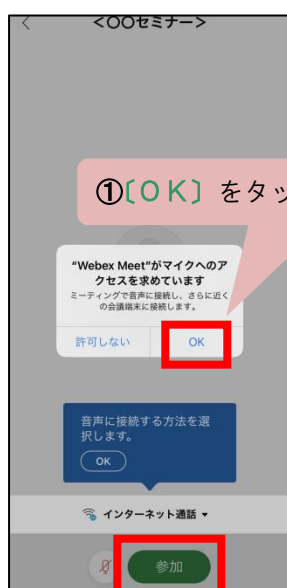 <○○セミナー>
①〔OK〕をタッ
"Webex Meet"がマイクへのア
クセスを求めています
ミーティングで音声に接続し、さらに近く
の会議端末に接続します。
許可しない OK
音声に接続する方法を選
択します。
OK
インターネット通話
参加